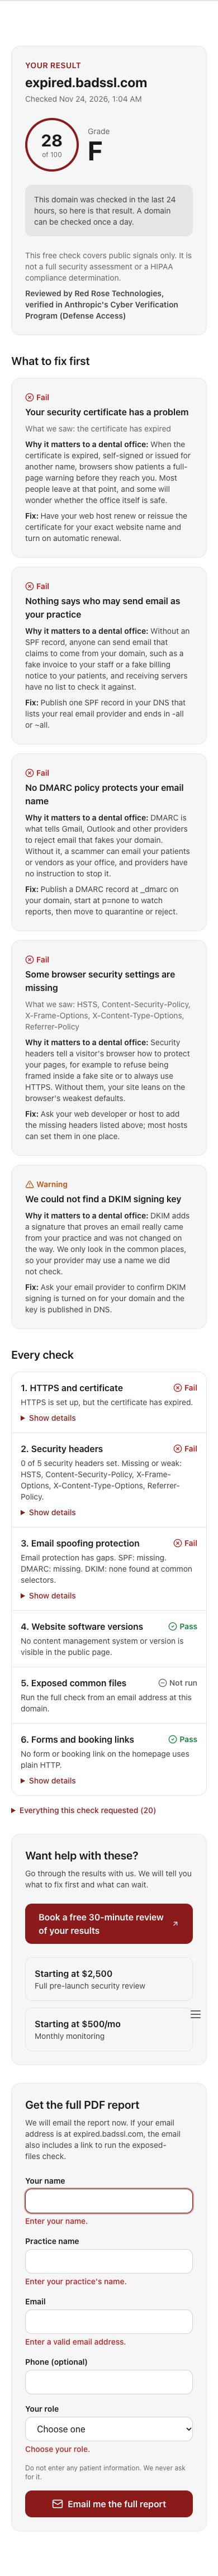 YOUR RESULT
expired.badssl.com
Checked Nov 24, 2026, 1:04 AM
28
of 100
Grade
F
This domain was checked in the last 24
hours, so here is that result. A domain
can be checked once a day.
This free check covers public signals only. It is
not a full security assessment or a HIPAA
compliance determination.
Reviewed by Red Rose Technologies,
verified in Anthropic's Cyber Verification
Program (Defense Access)
What to fix first
Fail
Your security certificate has a problem
What we saw: the certificate has expired
Why it matters to a dental office: When the
certificate is expired, self-signed or issued for
another name, browsers show patients a full-
page warning before they reach you. Most
people leave at that point, and some will
wonder whether the office itself is safe.
Fix: Have your web host renew or reissue the
certificate for your exact website name and
turn on automatic renewal.
Fail
Nothing says who may send email as
your practice
Why it matters to a dental office: Without an
SPF record, anyone can send email that
claims to come from your domain, such as a
fake invoice to your staff or a fake billing
notice to your patients, and receiving servers
have no list to check it against.
Fix: Publish one SPF record in your DNS that
lists your real email provider and ends in -all
or ~all.
Fail
No DMARC policy protects your email
name
Why it matters to a dental office: DMARC is
what tells Gmail, Outlook and other providers
to reject email that fakes your domain.
Without it, a scammer can email your patients
or vendors as your office, and providers have
no instruction to stop it.
Fix: Publish a DMARC record at _dmarc on
your domain, start at p=none to watch
reports, then move to quarantine or reject.
Fail
Some browser security settings are
missing
What we saw: HSTS, Content-Security-Policy,
X-Frame-Options, X-Content-Type-Options,
Referrer-Policy
Why it matters to a dental office: Security
headers tell a visitor's browser how to protect
your pages, for example to refuse being
framed inside a fake site or to always use
HTTPS. Without them, your site leans on the
browser's weakest defaults.
Fix: Ask your web developer or host to add
the missing headers listed above; most hosts
can set them in one place.
Warning
We could not find a DKIM signing key
Why it matters to a dental office: DKIM adds
a signature that proves an email really came
from your practice and was not changed on
the way. We only look in the common places,
so your provider may use a name we did
not check.
Fix: Ask your email provider to confirm DKIM
signing is turned on for your domain and the
key is published in DNS.
Every check
1. HTTPS and certificate
Fail
HTTPS is set up, but the certificate has expired.
Show details
2. Security headers
Fail
0 of 5 security headers set. Missing or weak:
HSTS, Content-Security-Policy, X-Frame-
Options, X-Content-Type-Options, Referrer-
Policy.
Show details
3. Email spoofing protection
Fail
Email protection has gaps. SPF: missing.
DMARC: missing. DKIM: none found at common
selectors.
Show details
4. Website software versions
Pass
No content management system or version is
visible in the public page.
5. Exposed common files
Not run
Run the full check from an email address at this
domain.
6. Forms and booking links
Pass
No form or booking link on the homepage uses
plain HTTP.
Show details
Everything this check requested (20)
Want help with these?
Go through the results with us. We will tell you
what to fix first and what can wait.
Book a free 30-minute review
of your results
Starting at $2,500
Full pre-launch security review
Starting at $500/mo
Monthly monitoring
Get the full PDF report
We will email the report now. If your email
address is at expired.badssl.com, the email
also includes a link to run the exposed-
files check.
Your name
Enter your name.
Practice name
Enter your practice's name.
Email
Enter a valid email address.
Phone (optional)
Your role
Choose one
Choose your role.
Do not enter any patient information. We never ask
for it.
Email me the full report